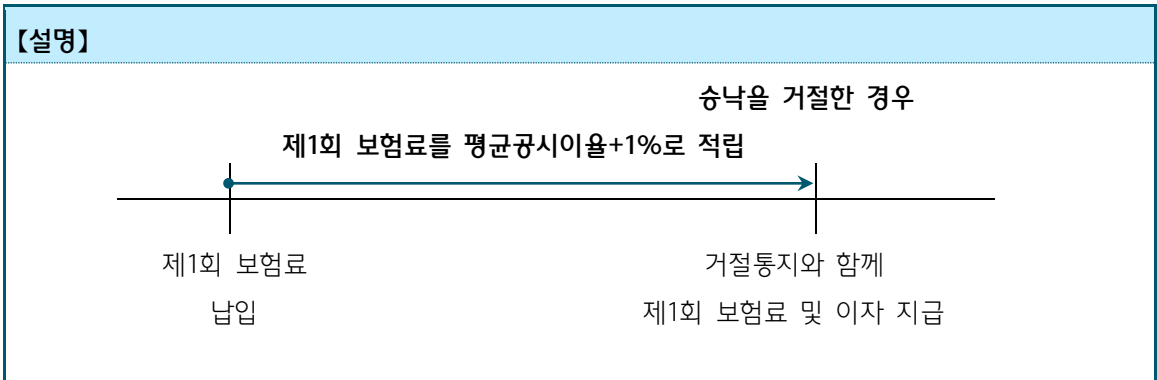 【설명】
승낙을 거절한 경우
제1회 보험료를 평균공시이율+1%로 적립
제1회 보험료 거절통지와 함께
납입 제1회 보험료 및 이자 지급